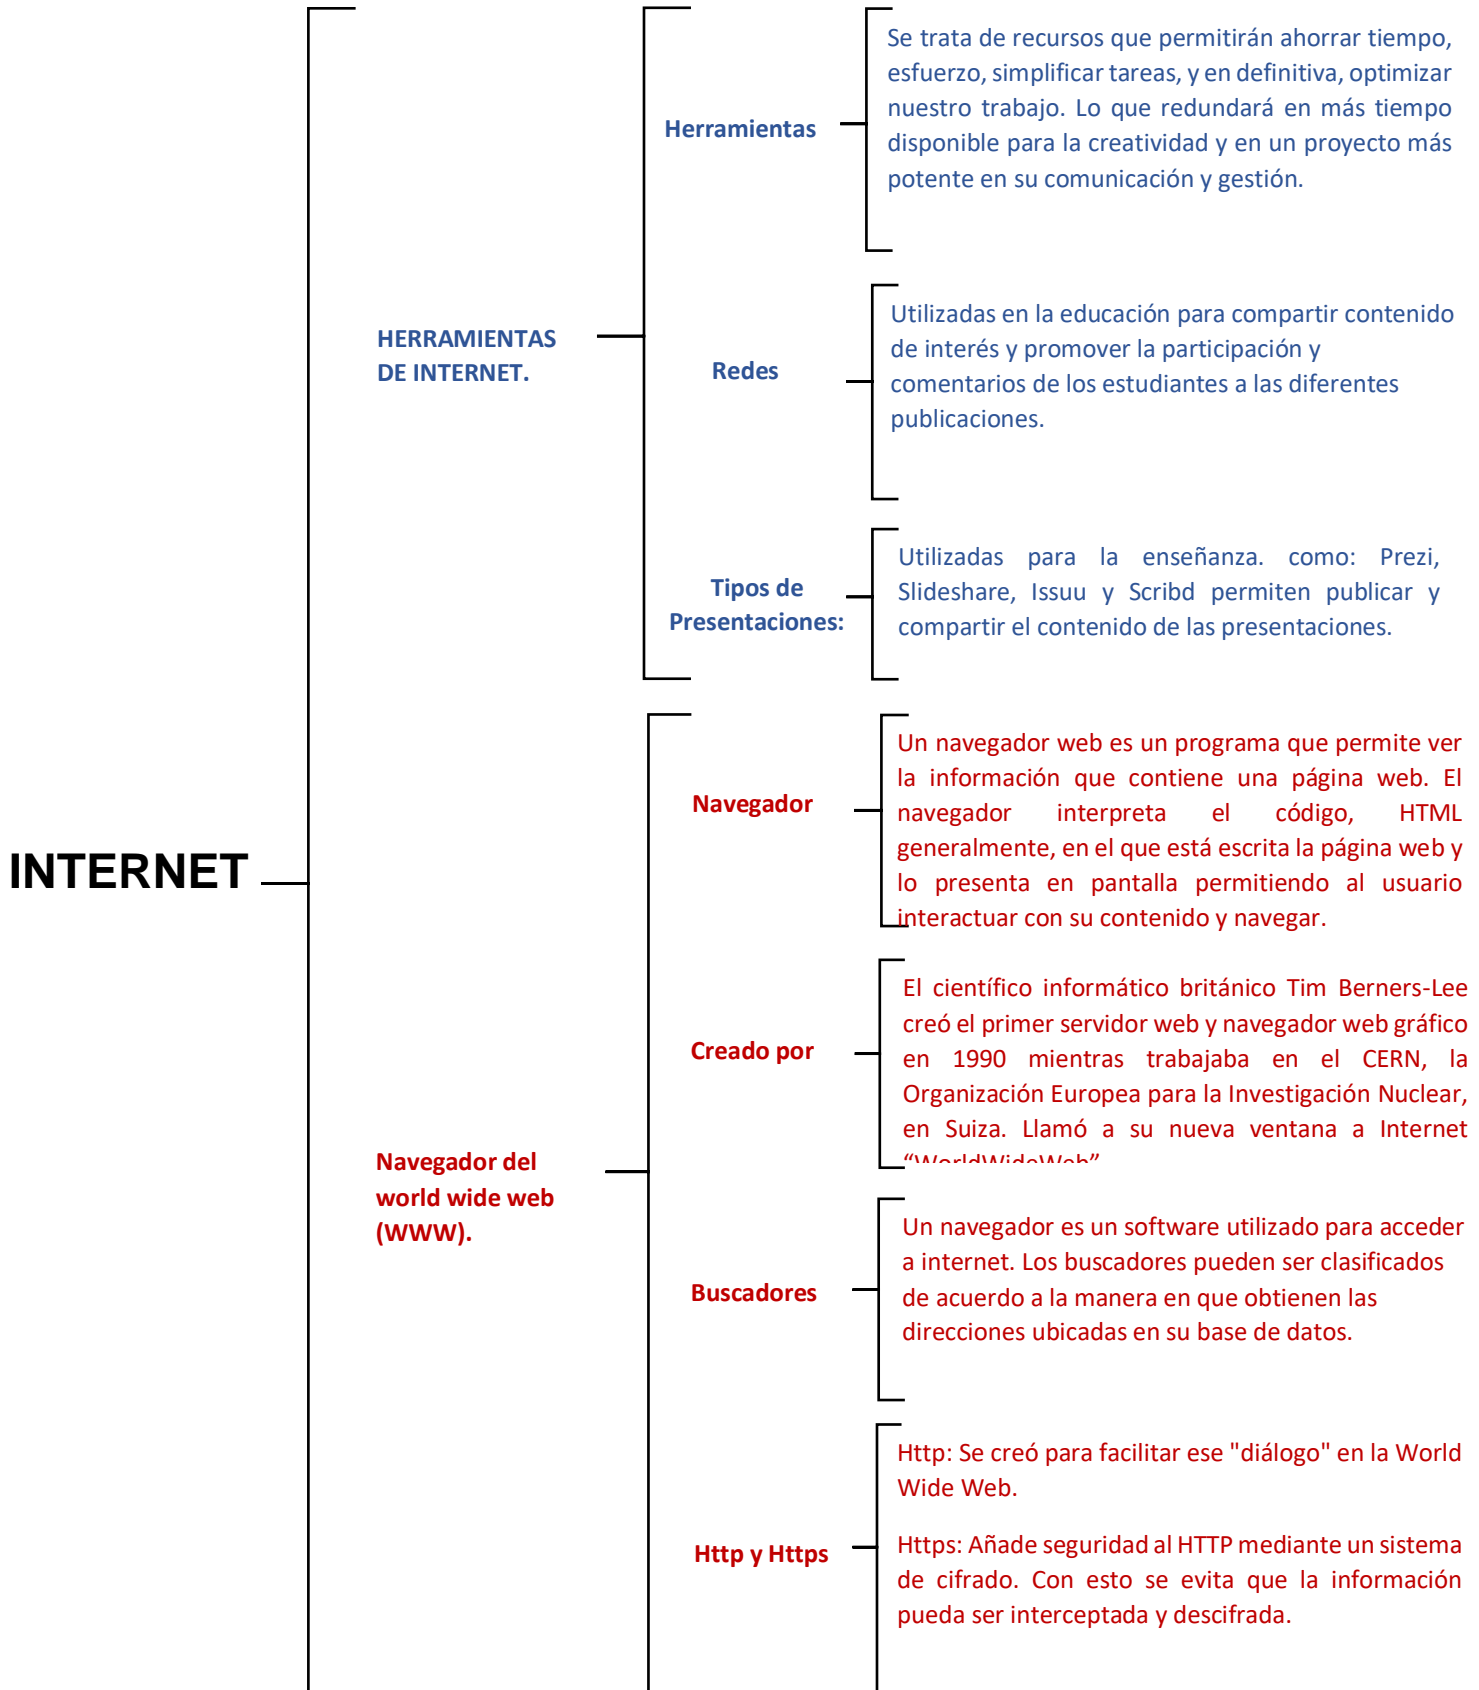 INTERNET
HERRAMIENTAS
DE INTERNET.
Herramientas
Se trata de recursos que permitirán ahorrar tiempo,
esfuerzo, simplificar tareas, y en definitiva, optimizar
nuestro trabajo. Lo que redundará en más tiempo
disponible para la creatividad y en un proyecto más
potente en su comunicación y gestión.
Redes
Utilizadas en la educación para compartir contenido
de interés y promover la participación y
comentarios de los estudiantes a las diferentes
publicaciones.
Tipos de
Presentaciones:
Utilizadas para la enseñanza. como: Prezi,
Slideshare, Issuu y Scribd permiten publicar y
compartir el contenido de las presentaciones.
Navegador del
world wide web
(WWW).
Navegador
Un navegador web es un programa que permite ver
la información que contiene una página web. El
navegador interpreta el código, HTML
generalmente, en el que está escrita la página web y
lo presenta en pantalla permitiendo al usuario
interactuar con su contenido y navegar.
Creado por
El científico informático británico Tim Berners-Lee
creó el primer servidor web y navegador web gráfico
en 1990 mientras trabajaba en el CERN, la
Organización Europea para la Investigación Nuclear,
en Suiza. Llamó a su nueva ventana a Internet
“WorldWideWeb”
Buscadores
Un navegador es un software utilizado para acceder
a internet. Los buscadores pueden ser clasificados
de acuerdo a la manera en que obtienen las
direcciones ubicadas en su base de datos.
Http y Https
Http: Se creó para facilitar ese "diálogo" en la World
Wide Web.
Https: Añade seguridad al HTTP mediante un sistema
de cifrado. Con esto se evita que la información
pueda ser interceptada y descifrada.